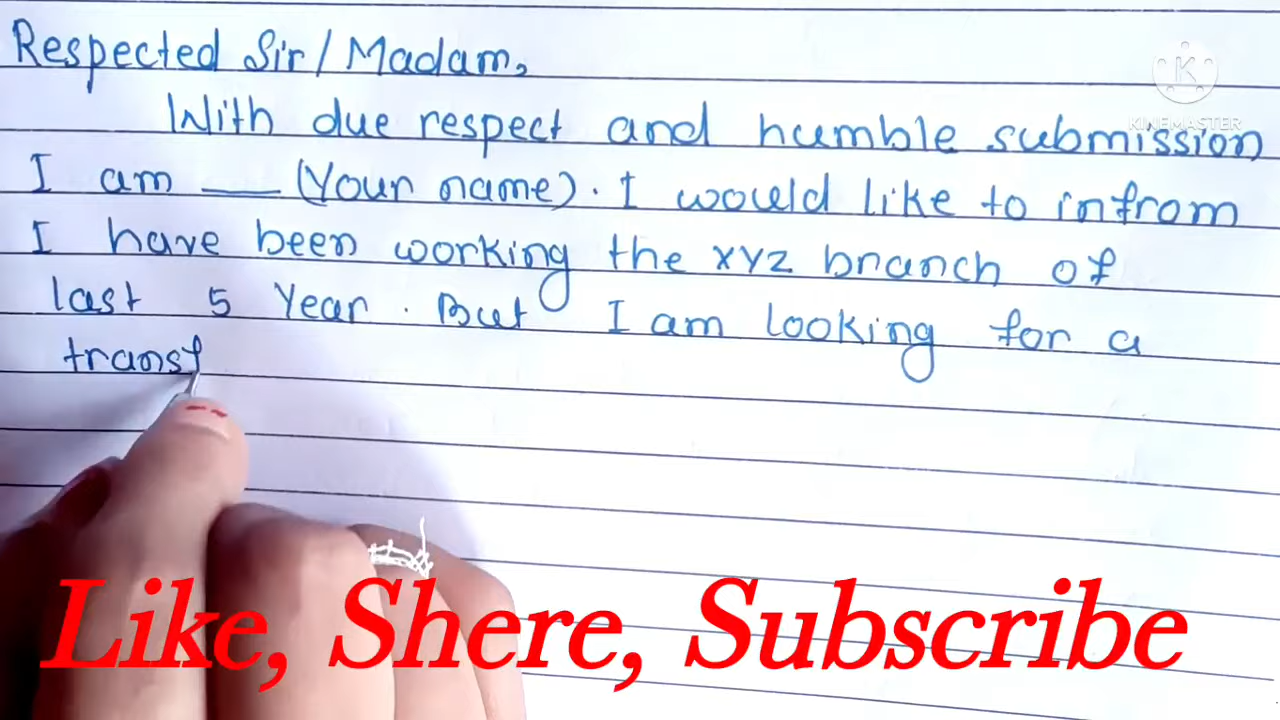 Respected Sir/Madam,
K
KINEMASTER
With due respect and humble submission
I am ___ (Your name). I would like to infrom
I have been working the XYZ branch of
last 5 Year. But I am looking for a
transf
Like, Shere, Subscribe